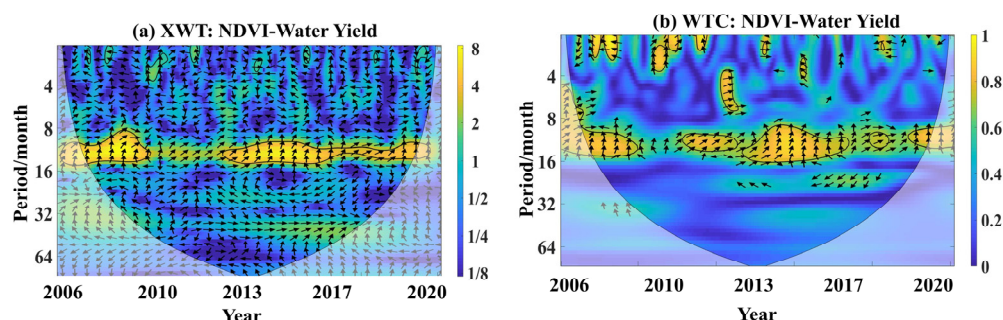 (a) XWT: NDVI-Water Yield
Period/month
4
8
16
32
64
2006 2010 2013 2017 2020
Year
8
4
2
1
1/2
1/4
1/8
(b) WTC: NDVI-Water Yield
Period/month
4
8
16
32
64
2006 2010 2013 2017 2020
Year
1
0.8
0.6
0.4
0.2
0